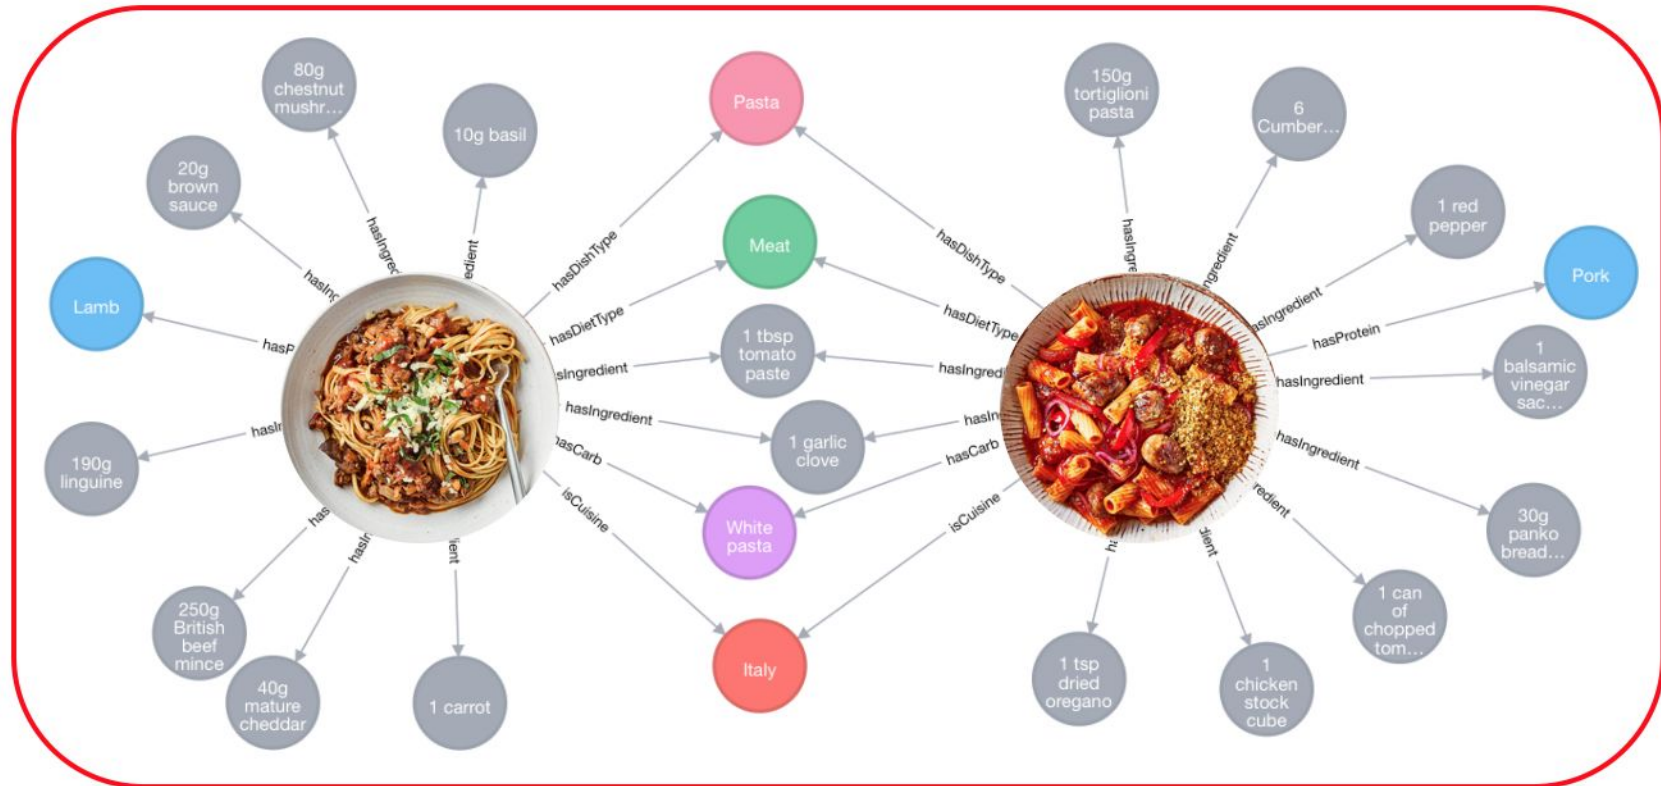 80g
chestnut
mushr...
10g basil
20g
brown
sauce
Lamb
190g
linguine
250g
British
beef
mince
40g
mature
cheddar
1 carrot
hasDishType
hasDietType
hasIngredient
hasCarb
isCuisine
Pasta
Meat
1 tbsp
tomato
paste
1 garlic
clove
White
pasta
Italy
hasDishType
hasDietType
hasCarb
isCuisine
150g
tortiglioni
pasta
6
Cumber...
1 red
pepper
Pork
1
balsamic
vinegar
sac...
30g
panko
bread...
1 can
of
chopped
tom...
1
chicken
stock
cube
1 tsp
dried
oregano
hasProtein
hasIngredient
hasIngredient